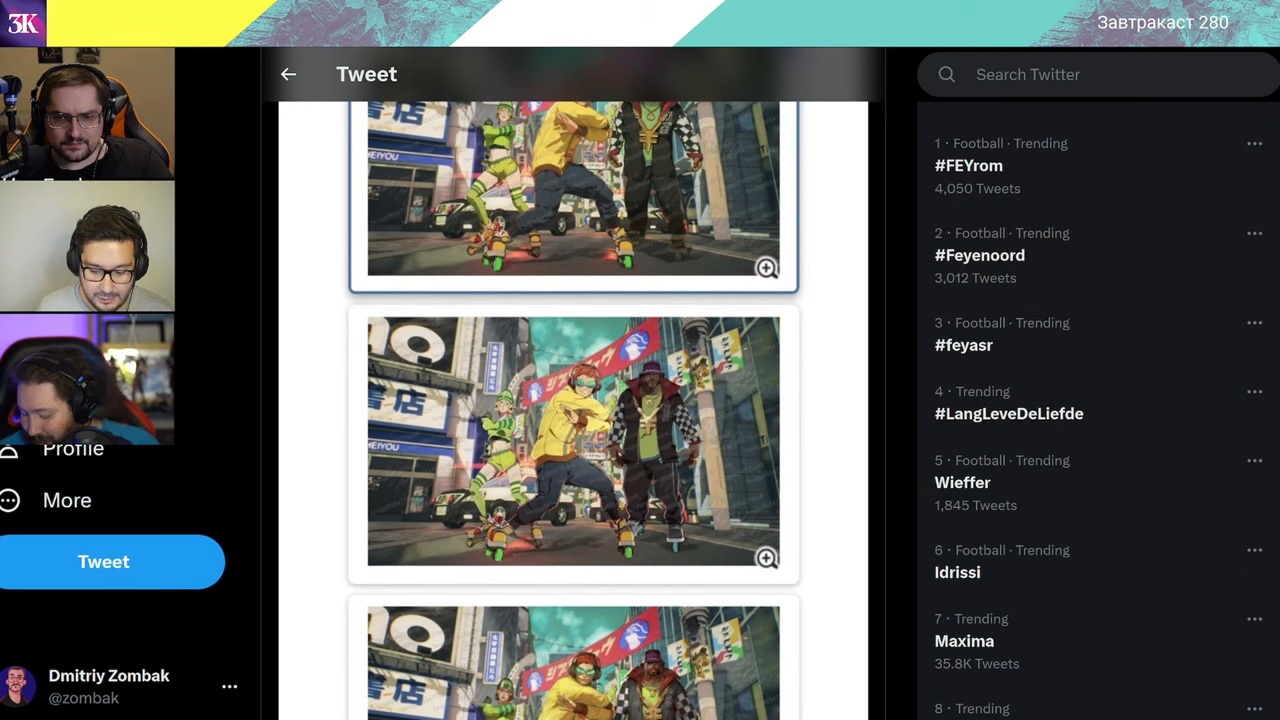 3K
Завтракаст 280
Tweet
Search Twitter
1 · Football · Trending
#FEYrom
4,050 Tweets
2 · Football · Trending
#Feyenoord
3,012 Tweets
3 · Football · Trending
#feyasr
4 · Trending
#LangLeveDeLiefde
5 · Football · Trending
Wieffer
1,845 Tweets
6 · Football · Trending
Idrissi
7 · Trending
Maxima
35.8K Tweets
8 · Trending
Profile
More
Tweet
Dmitriy Zombak
@zombak